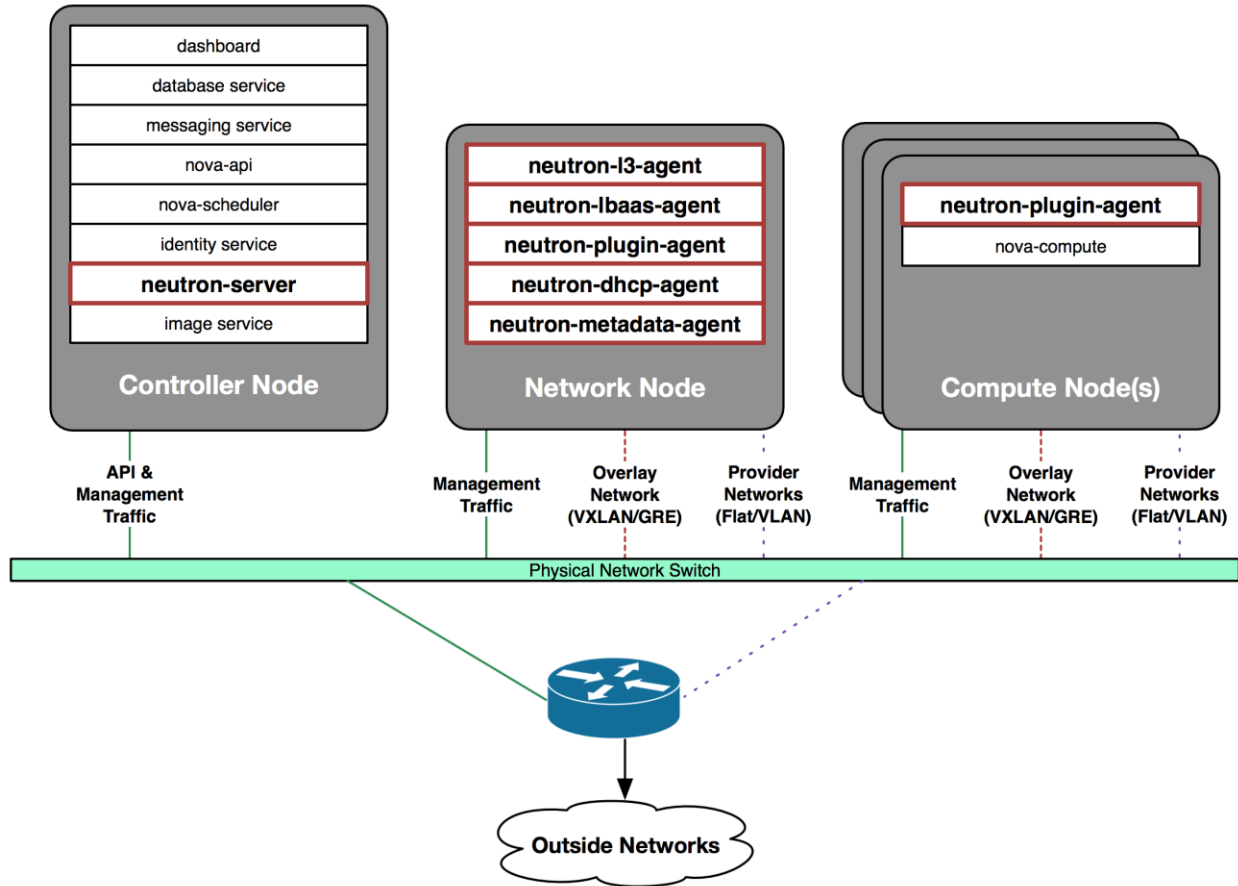 dashboard
database service
messaging service
nova-api
nova-scheduler
identity service
neutron-server
image service
Controller Node
neutron-l3-agent
neutron-lbaas-agent
neutron-plugin-agent
neutron-dhcp-agent
neutron-metadata-agent
Network Node
neutron-plugin-agent
nova-compute
Compute Node(s)
API &
Management
Traffic
Management
Traffic
Overlay
Network
(VXLAN/GRE)
Provider
Networks
(Flat/VLAN)
Management
Traffic
Overlay
Network
(VXLAN/GRE)
Provider
Networks
(Flat/VLAN)
Physical Network Switch
Outside Networks